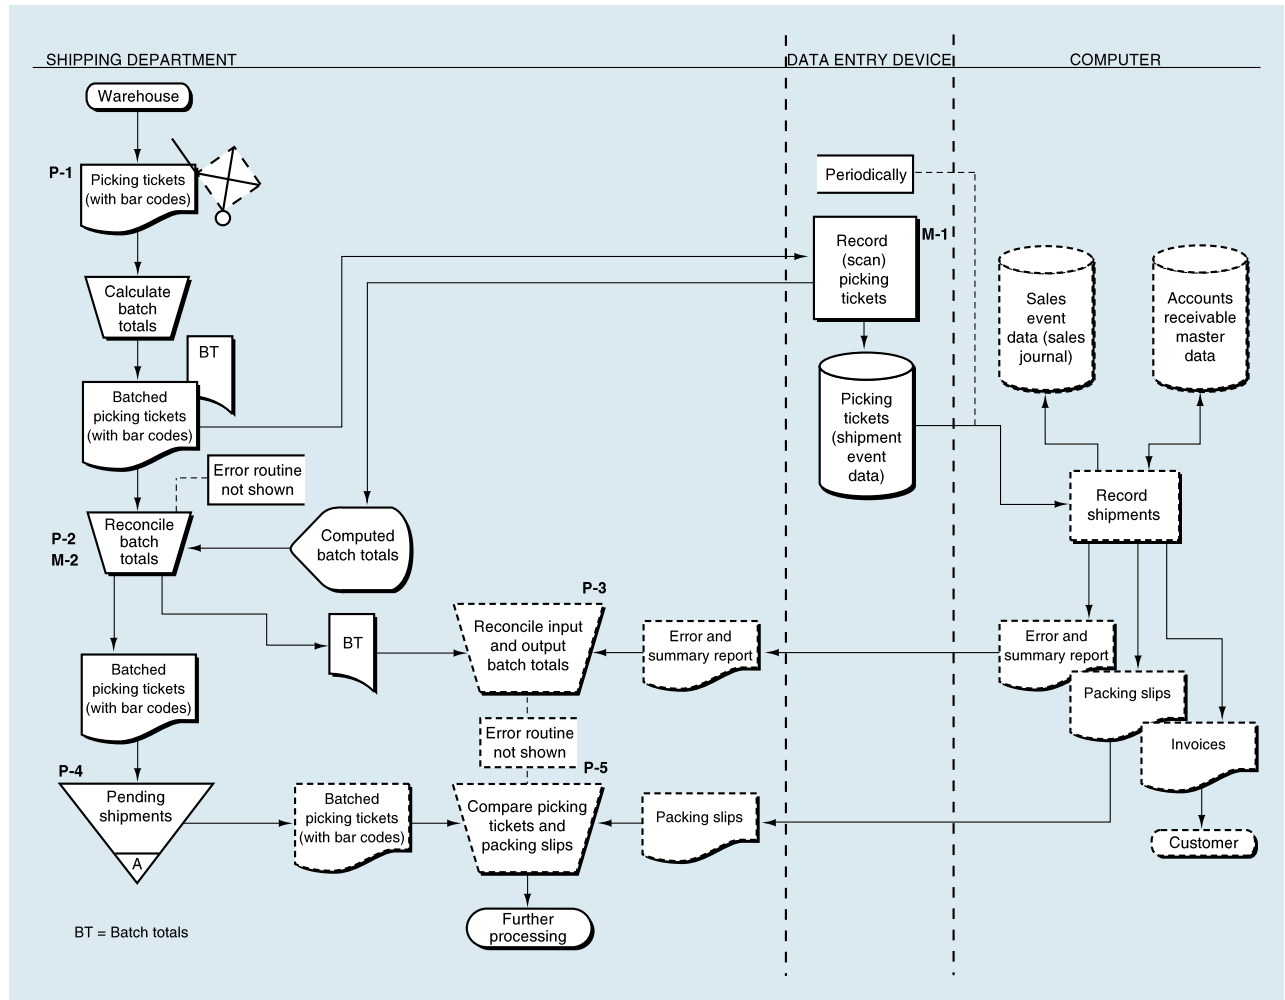 SHIPPING DEPARTMENT
DATA ENTRY DEVICE
COMPUTER
Warehouse
P-1
Picking tickets
(with bar codes)
Calculate
batch
totals
BT
Batched
picking tickets
(with bar codes)
Error routine
not shown
P-2
M-2
Reconcile
batch
totals
Computed
batch totals
Batched
picking tickets
(with bar codes)
BT
P-3
Reconcile input
and output
batch totals
Error and
summary report
Error routine
not shown
P-4
Pending
shipments
A
Batched
picking tickets
(with bar codes)
P-5
Compare picking
tickets and
packing slips
Packing slips
Further
processing
BT = Batch totals
Periodically
M-1
Record
(scan)
picking
tickets
Picking
tickets
(shipment
event
data)
Sales
event
data (sales
journal)
Accounts
receivable
master
data
Record
shipments
Error and
summary report
Packing slips
Invoices
Customer